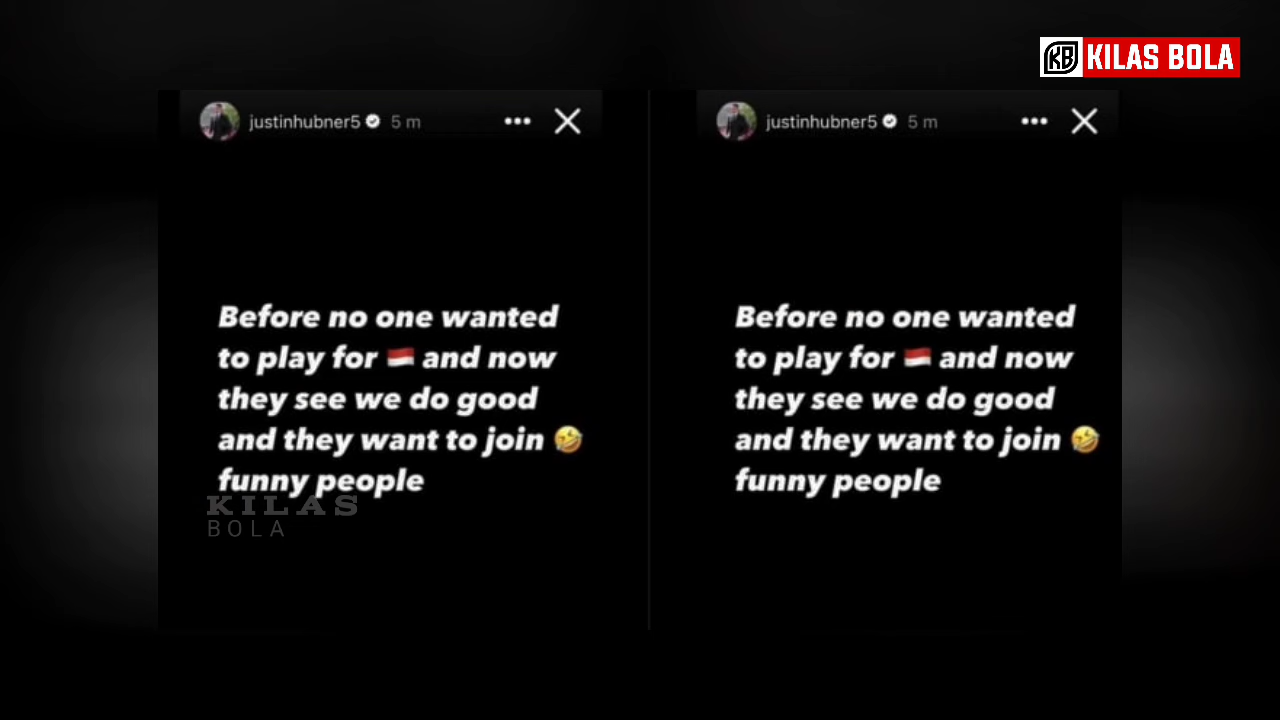 KB KILAS BOLA
justinhubner5 5 m
Before no one wanted
to play for 🇮🇩 and now
they see we do good
and they want to join 🤣
funny people
KILAS
BOLA
justinhubner5 5 m
Before no one wanted
to play for 🇮🇩 and now
they see we do good
and they want to join 🤣
funny people